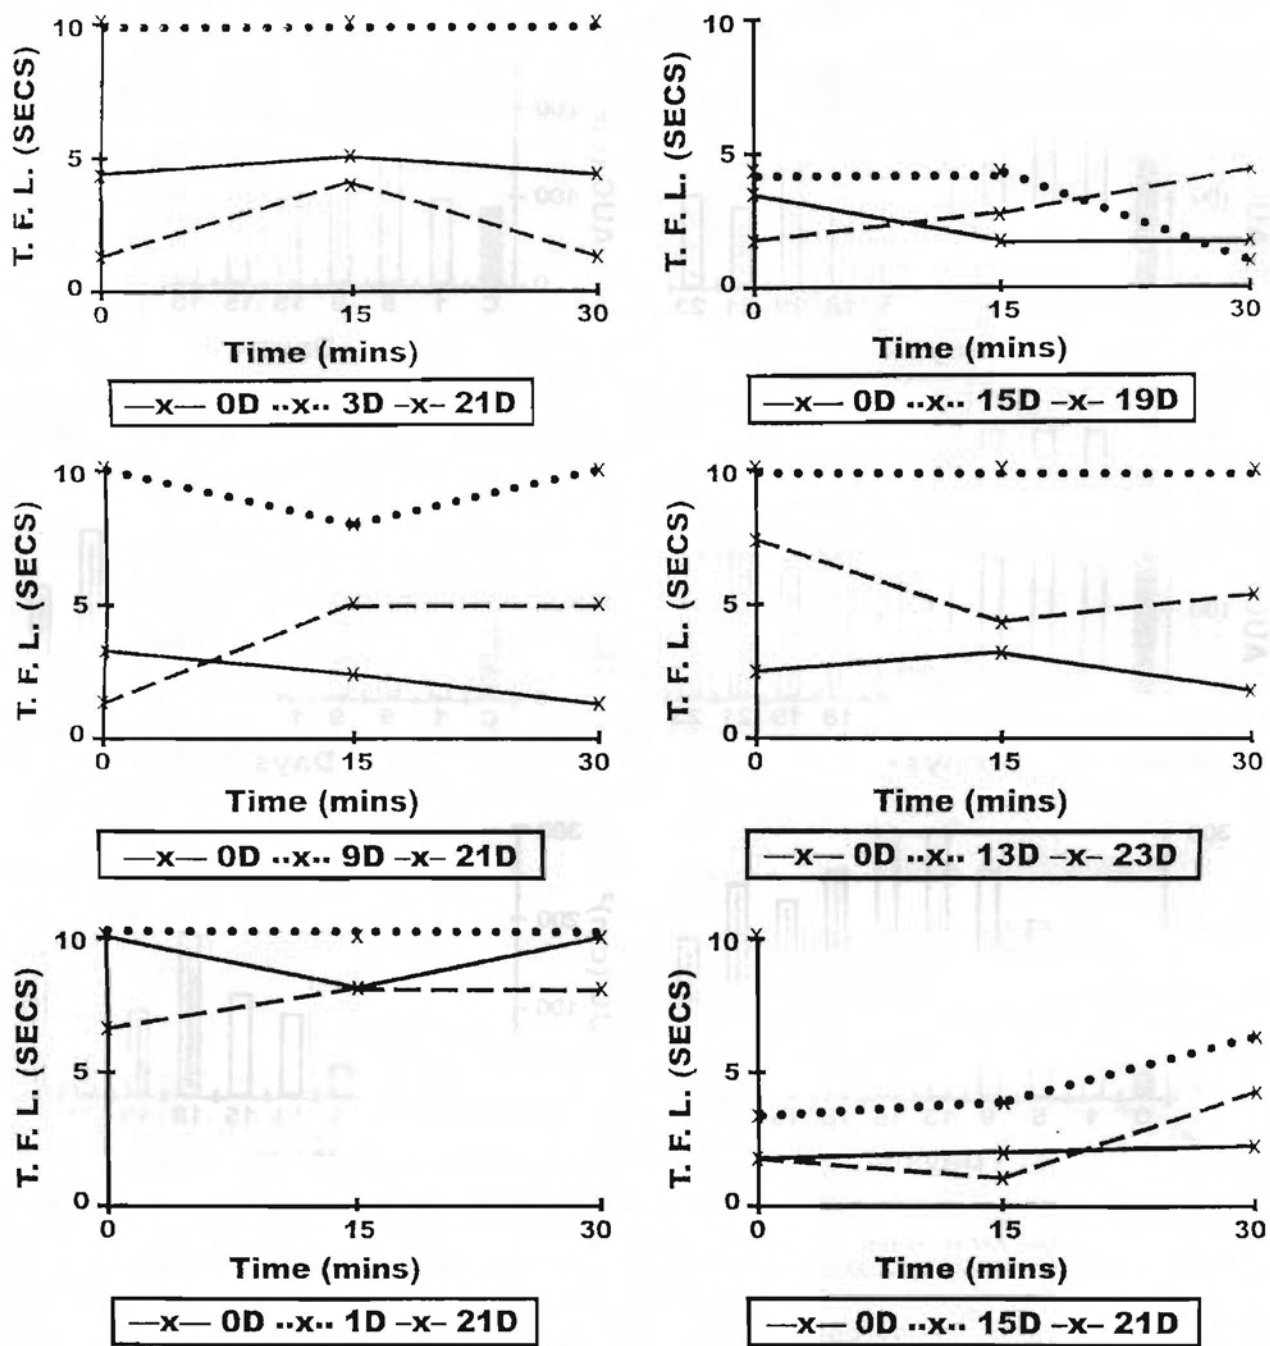 T. F. L. (SECS)
10
5
0
0 15 30
Time (mins)
—x— 0D ••x•• 3D –x– 21D
T. F. L. (SECS)
10
5
0
0 15 30
Time (mins)
—x— 0D ••x•• 15D –x– 19D
T. F. L. (SECS)
10
5
0
0 15 30
Time (mins)
—x— 0D ••x•• 9D –x– 21D
T. F. L. (SECS)
10
5
0
0 15 30
Time (mins)
—x— 0D ••x•• 13D –x– 23D
T. F. L. (SECS)
10
5
0
0 15 30
Time (mins)
—x— 0D ••x•• 1D –x– 21D
T. F. L. (SECS)
10
5
0
0 15 30
Time (mins)
—x— 0D ••x•• 15D –x– 21D